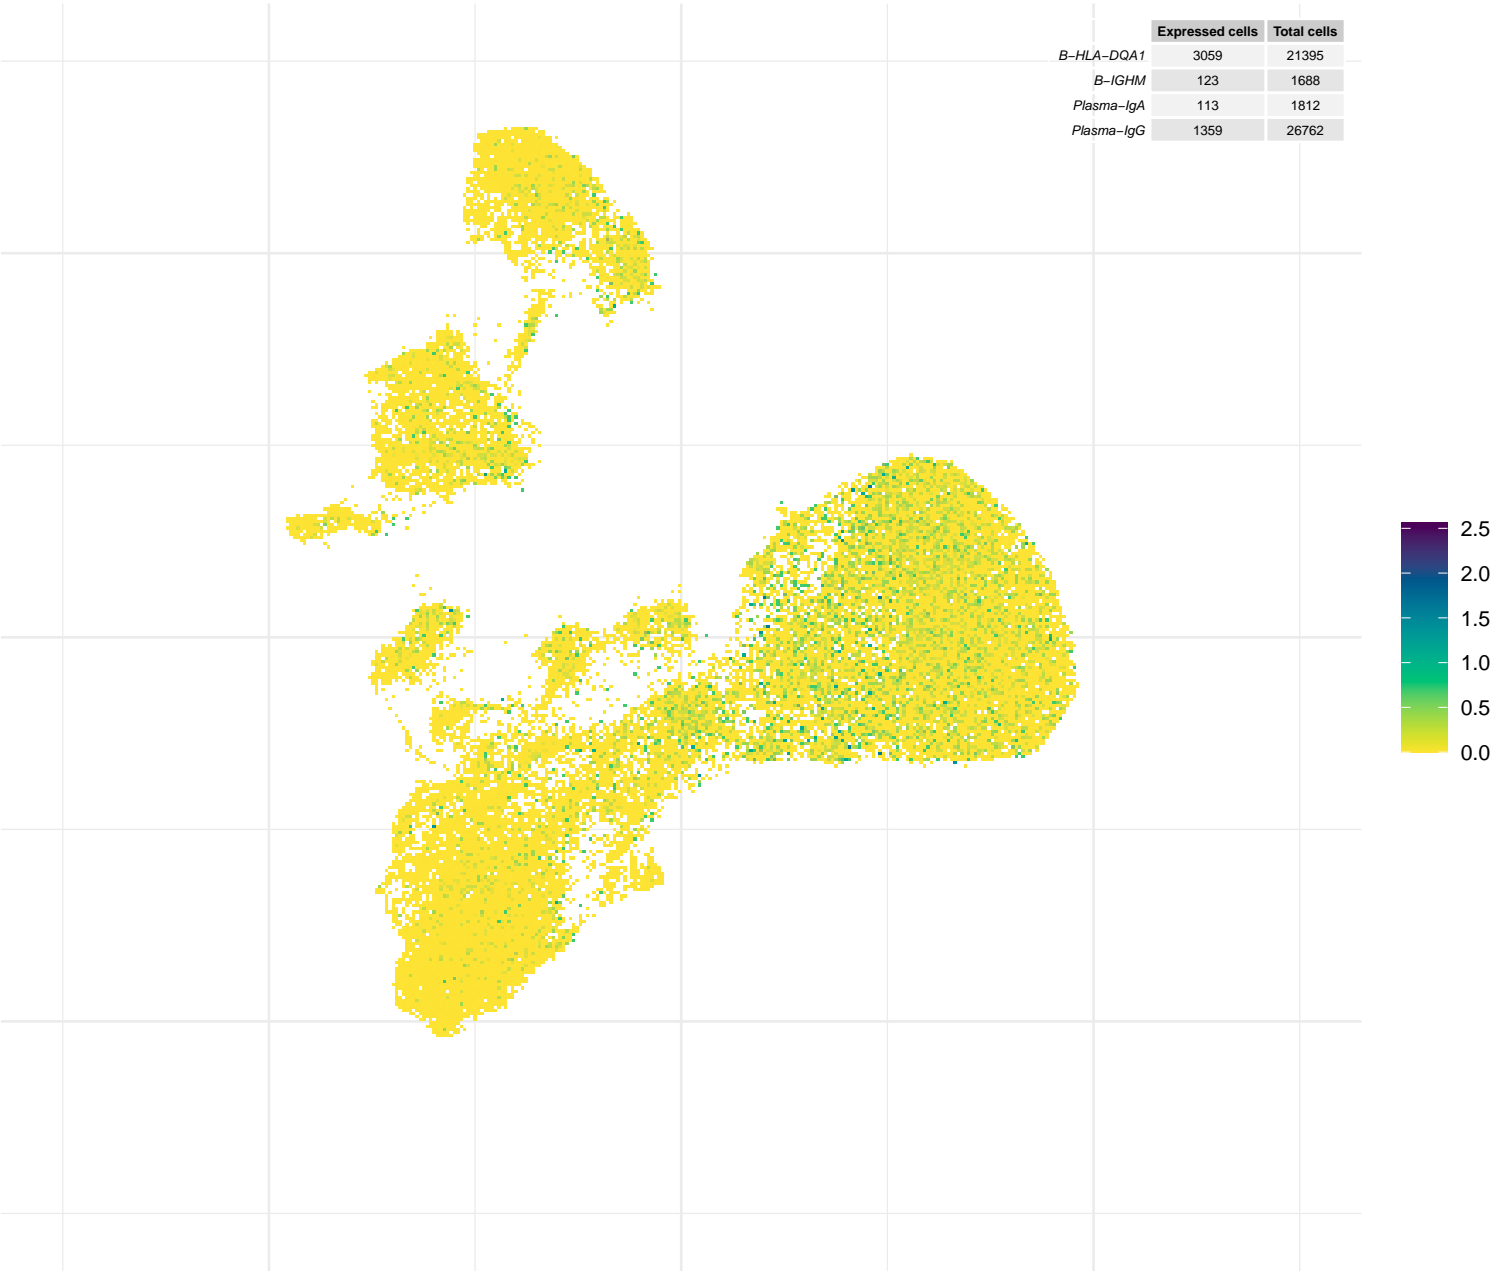 Expressed cells Total cells
B−HLA−DQA1 3059 21395
B−IGHM 123 1688
Plasma−IgA 113 1812
Plasma−IgG 1359 26762
2.5
2.0
1.5
1.0
0.5
0.0